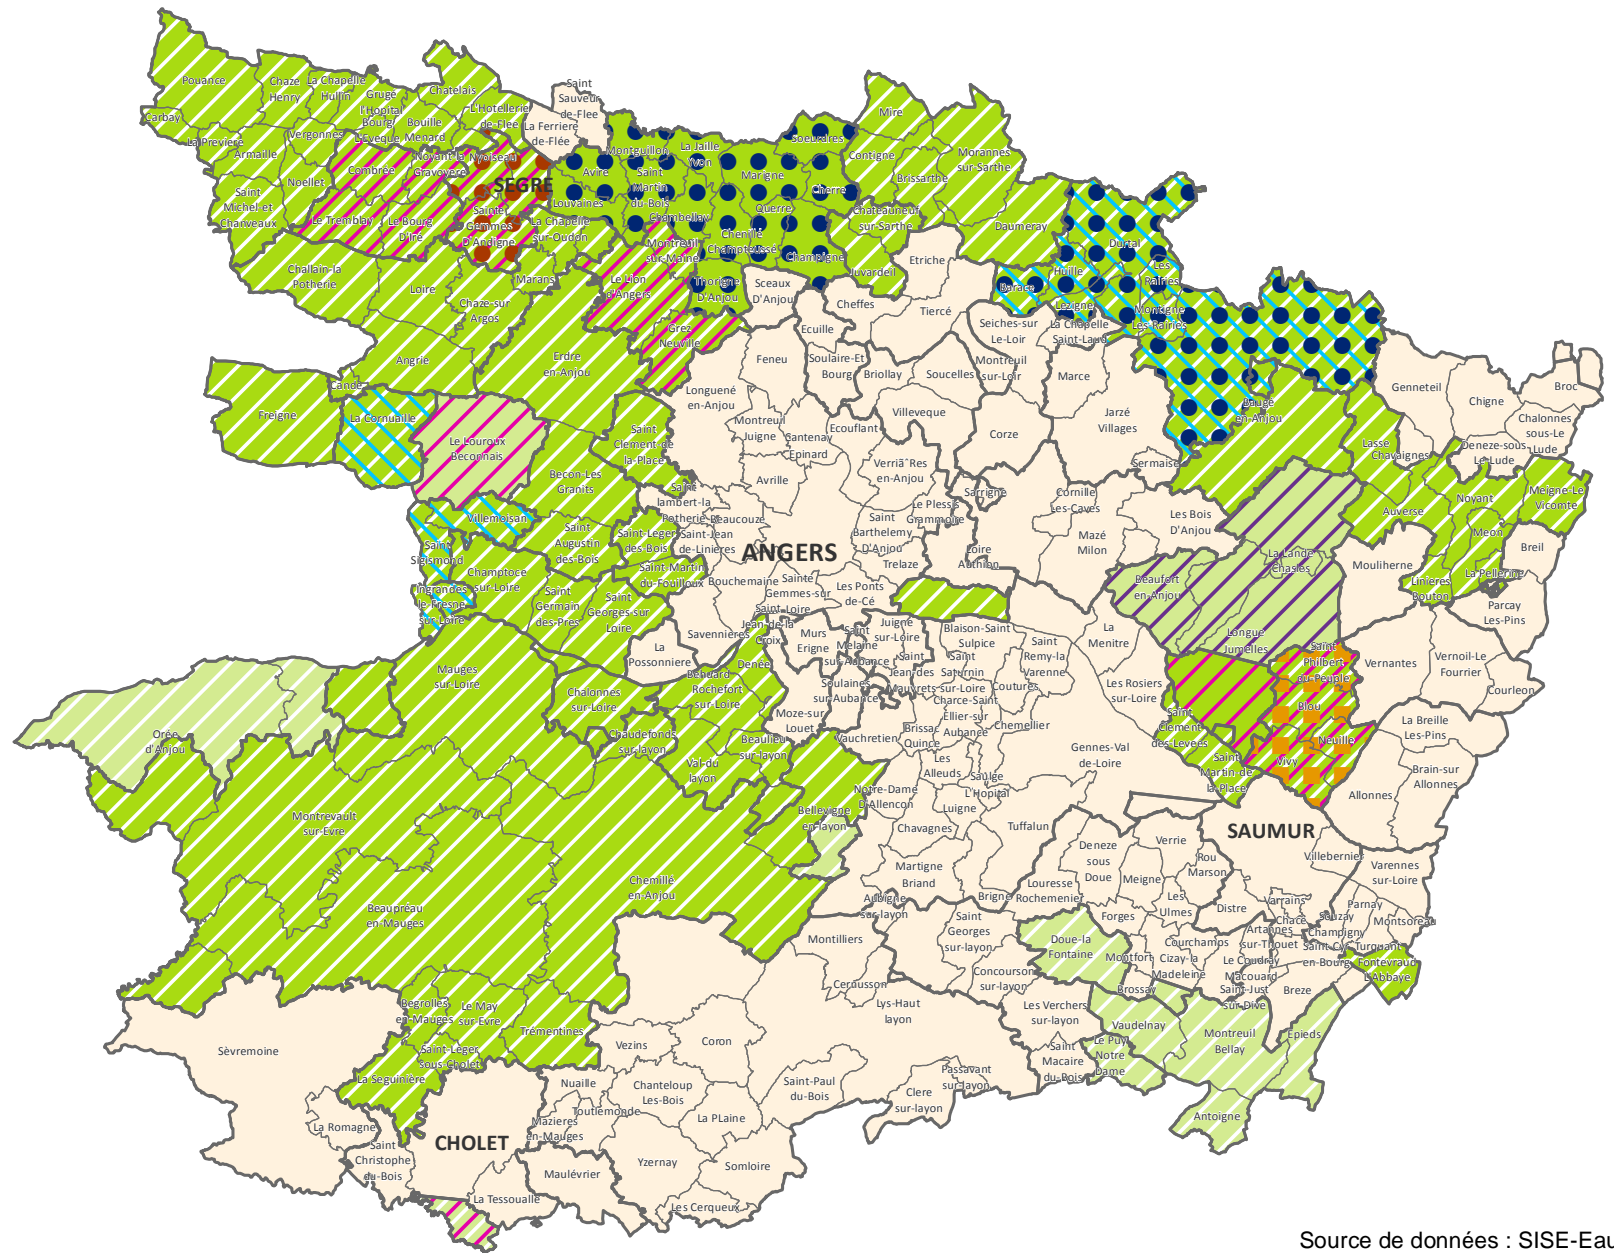 Pouance
Chaze
Henry
La Chapelle
Hullin
Grugé
l'Hopital
Chatelais
L'Hotellerie
de-Flee
Saint
Sauveur
de-Flee
La Ferriere
de-Flée
Carbay
La Previere
Armaille
Vergonnes
Bourg
L'Eveque
Bouille
Menard
Combrée
Noyant-la
Gravoyère
Nyoiseau
SEGRE
Noellet
Saint
Michel et
Chanveaux
Le Tremblay
Le Bourg
D'Iré
Sainte
Gemmes
D'Andigne
La Chapelle
sur-Oudon
Louvaines
Avire
Montguillon
Saint
Martin
du-Bois
La Jaille
Yvon
Marigne
Soeurdres
Cherre
Querre
Chambellay
Chenillé
Champteussé
Champigne
Montreuil
sur-Maine
Thorigne
D'Anjou
Le Lion
d'Angers
Grez
Neuville
Marans
Mire
Contigne
Brissarthe
Morannes
sur-Sarthe
Chateauneuf
sur-Sarthe
Juvardeil
Daumeray
Etriche
Durtal
Huille
Les
Rairies
Barace
Lezigne
Montigne
Les-Rairies
Challain-la
Potherie
Loire
Chaze-sur
Argos
Angrie
Erdre
en-Anjou
Candé
Freigne
La Cornuaille
Le Louroux
Beconnais
Sceaux
D'Anjou
Cheffes
Tiercé
Ecuille
Feneu
Soulaire-Et
Bourg
Briollay
Soucelles
Seiches-sur
Le-Loir
La Chapelle
Saint-Laud
Montreuil
sur-Loir
Marce
Longuené
en-Anjou
Montreuil
Juigne
Cantenay
Epinard
Ecouflant
Villeveque
Corze
Jarzé
Villages
Sermaise
Baugé
en-Anjou
Genneteil
Chigne
Broc
Chalonnes
sous-Le
Lude
Deneze-sous
Le-Lude
Lasse
Chavaignes
Auverse
Noyant
Meigne-Le
Vicomte
Meon
Breil
La Pellerine
Linieres
Bouton
Parcay
Les-Pins
Mouliherne
Saint
Clement-de
la-Place
Becon-Les
Granits
Avrille
Verriã^Res
en-Anjou
Saint
lambert-la
Potherie
Beaucouze
Saint-Jean
de-Linieres
ANGERS
Saint
Barthelemy
D'Anjou
Le Plessis
Grammoire
Sarrigne
Cornille
Les-Caves
Les Bois
D'Anjou
Mazé
Milon
Loire
Authion
Trelaze
Villemoisan
Saint
Sigismond
Saint
Augustin
des-Bois
Saint-Leger
des-Bois
Saint-Martin
du-Fouilloux
Champtoce
sur-Loire
Ingrandes
le-Fresne
sur-Loire
Saint
Germain
des-Pres
Saint
Georges-sur
Loire
Bouchemaine
Sainte
Gemmes-sur
Loire
Les Ponts
de-Cé
Saint
Jean-de-la
Croix
Savennières
La
Possonniere
Murs
Erigne
Saint
Melaine
sur-Aubance
Juigne
sur-Loire
Blaison-Saint
Sulpice
Saint
Remy-la
Varenne
La
Menitre
Beaufort
en-Anjou
La Lande
Chasles
Longue
Jumelles
Saint
Philbert
du-Peuple
Blou
Neuille
Vivy
Vernantes
Vernoil-Le
Fourrier
Courleon
La Breille
Les-Pins
Brain-sur
Allonnes
Allonnes
Mauges
sur-Loire
Chalonnes
sur-Loire
Denée
Behuard
Rochefort
sur-Loire
Soulaines
sur-Aubance
Saint
Jean-des
Mauvrets
Saint
Saturnin
sur-Loire
Coutures
Les Rosiers
sur-Loire
Saint
Clement
des-Levees
Saint
Martin-de
la-Place
Orée
d'Anjou
Chaudefonds
sur-layon
Val-du
layon
Beaulieu
sur-layon
Moze-sur
Louet
Vauchretien
Charce-Saint
Ellier-sur
Aubance
Brissac
Quince
Chemellier
Gennes-Val
de-Loire
Les
Alleuds
Saulge
L'Hopital
Notre-Dame
D'Allencon
Luigne
Bellevigne
en-layon
Chavagnes
Tuffalun
Martigne
Briand
Montrevault
sur-Evre
Beaupréau
en-Mauges
Chemillé
en-Anjou
Aubigne
sur-layon
Brigne
Louresse
Rochemenier
Deneze
sous
Doue
Meigne
Verrie
Rou
Marson
SAUMUR
Villebernier
Varennes
sur-Loire
Les
Ulmes
Distre
Varrains
Chacé
Souzay
Champigny
Parnay
Montsoreau
Turquant
Fontevraud
L'Abbaye
Saint-Cyr
en-Bourg
Artannes
sur-Thouet
Le Coudray
Macouard
Breze
Saint-Just
sur-Dive
Courchamps
Cizay-la
Madeleine
Forges
Montfort
Doue-la
Fontaine
Brossay
Saint
Georges
sur-layon
Concourson
sur-layon
Montilliers
Cernusson
Lys-Haut
layon
Les Verchers
sur-layon
Vaudelnay
Le Puy
Notre
Dame
Montreuil
Bellay
Epieds
Antoigne
Saint
Macaire
du-Bois
Passavant
sur-layon
Clere
sur-layon
Begrolles
en-Mauges
Le May
sur-Evre
Trémentines
Saint-Léger
sous-Cholet
La Seguinière
Sèvremoine
Vezins
Coron
Nuaille
Chanteloup
Les-Bois
Saint-Paul
du-Bois
Toutlemonde
Mazieres
en-Mauges
La PLaine
La Romagne
Saint
Christophe
du-Bois
CHOLET
Maulévrier
Yzernay
Somloire
La Tessoualle
Les Cerqueux
Source de données : SISE-Eau